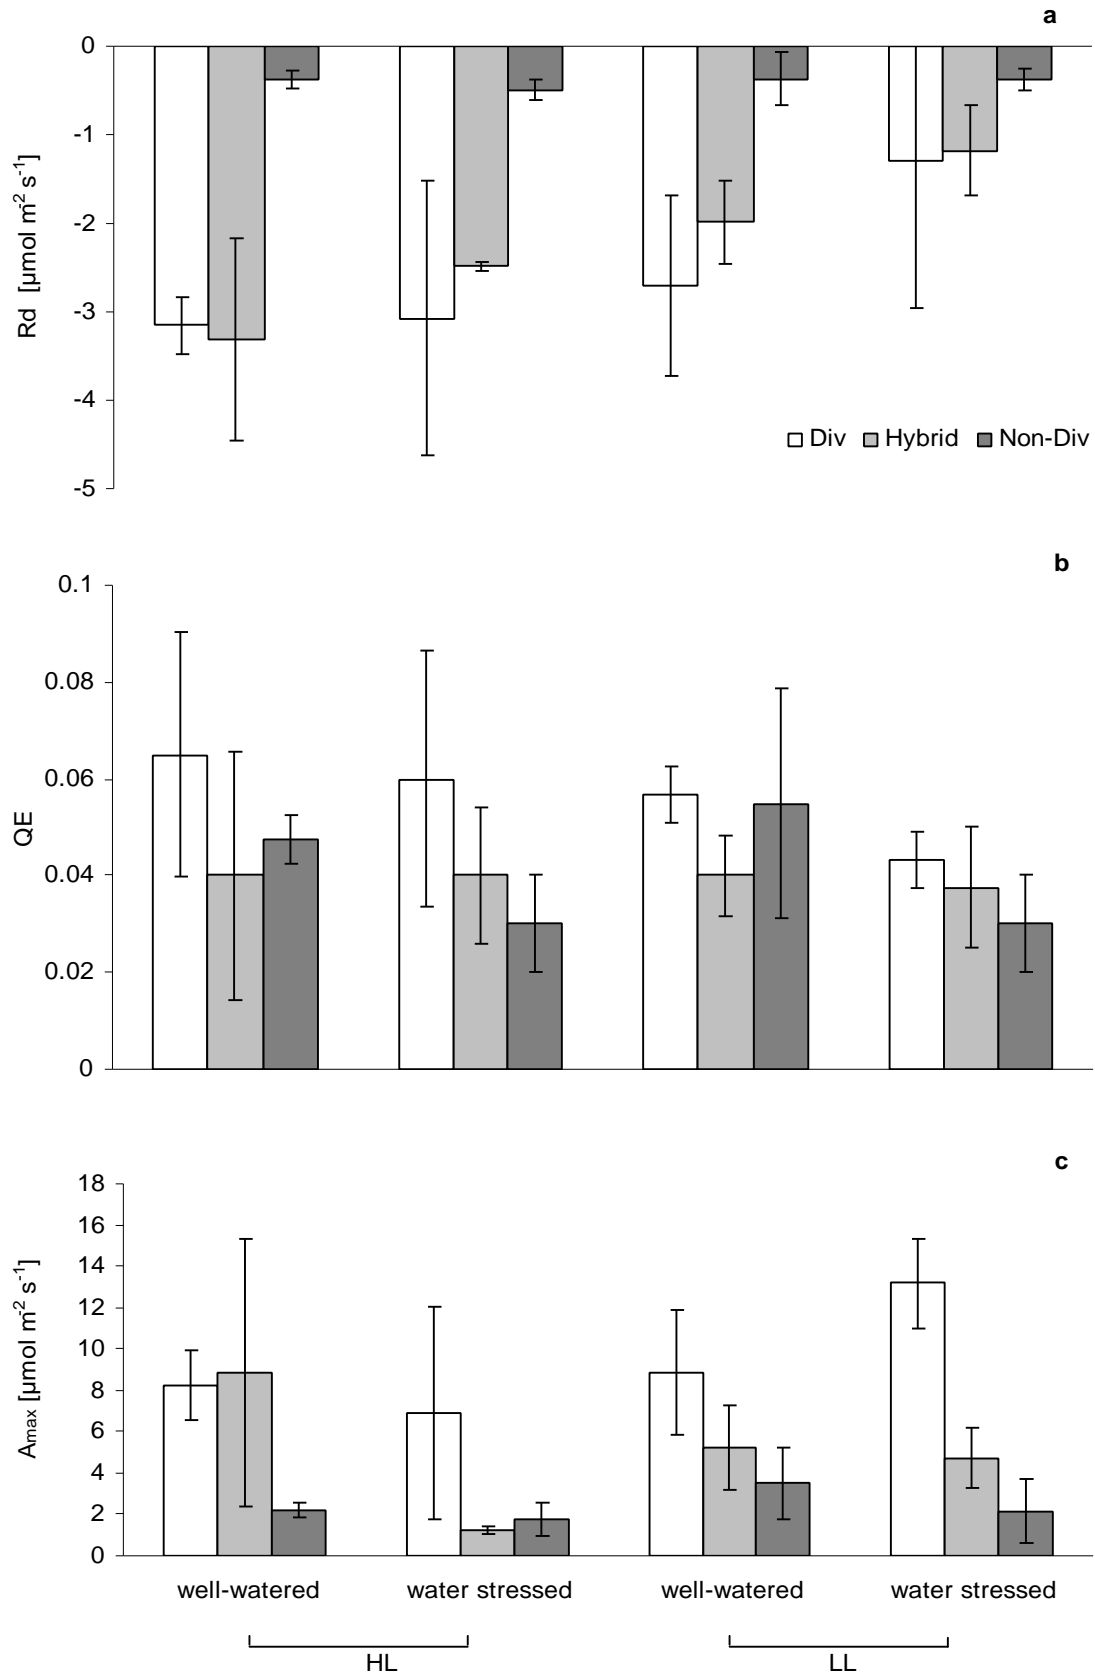 a
0
-1
-2
-3
-4
-5
Rd [µmol m-2 s-1]
Div Hybrid Non-Div
b
0.1
0.08
0.06
0.04
0.02
0
QE
c
18
16
14
12
10
8
6
4
2
0
Amax [µmol m-2 s-1]
well-watered water stressed well-watered water stressed
HL LL